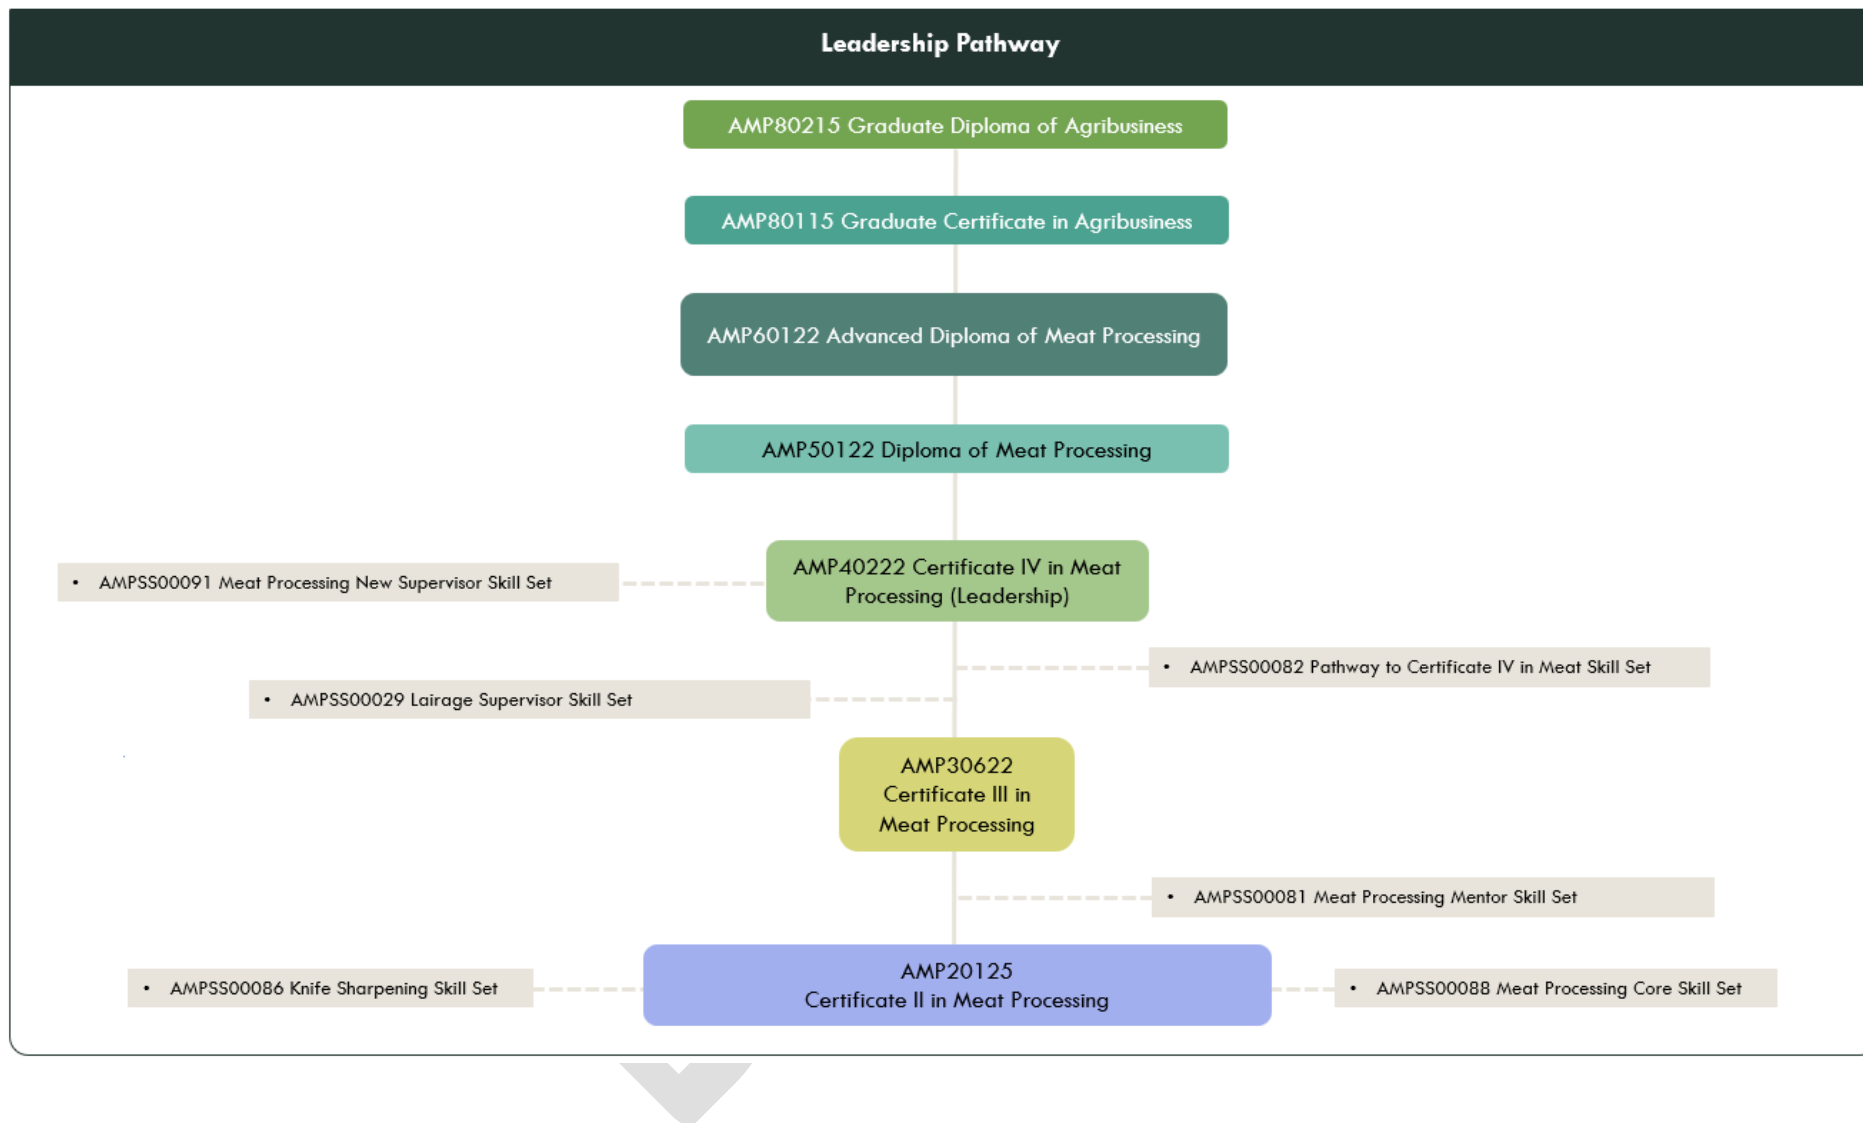 Leadership Pathway
AMP80215 Graduate Diploma of Agribusiness
AMP80115 Graduate Certificate in Agribusiness
AMP60122 Advanced Diploma of Meat Processing
AMP50122 Diploma of Meat Processing
AMP40222 Certificate IV in Meat
Processing (Leadership)
• AMPSS00091 Meat Processing New Supervisor Skill Set
• AMPSS00082 Pathway to Certificate IV in Meat Skill Set
• AMPSS00029 Lairage Supervisor Skill Set
AMP30622
Certificate III in
Meat Processing
• AMPSS00081 Meat Processing Mentor Skill Set
AMP20125
Certificate II in Meat Processing
• AMPSS00086 Knife Sharpening Skill Set
• AMPSS00088 Meat Processing Core Skill Set